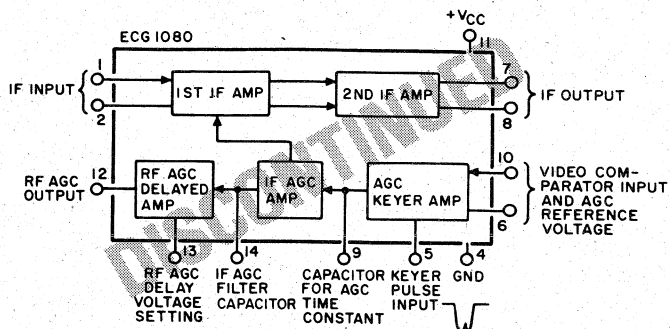 ECG 1080
+VCC
11
1
IF INPUT
2
1ST IF AMP
2ND IF AMP
7
IF OUTPUT
8
12
RF AGC
OUTPUT
RF AGC
DELAYED
AMP
IF AGC
AMP
AGC
KEYER AMP
10
VIDEO COM-
PARATOR INPUT
AND AGC
REFERENCE
VOLTAGE
6
13
RF AGC
DELAY
VOLTAGE
SETTING
14
IF AGC
FILTER
CAPACITOR
9
CAPACITOR
FOR AGC
TIME
CONSTANT
5
KEYER
PULSE
INPUT
4
GND
DISCONTINUED